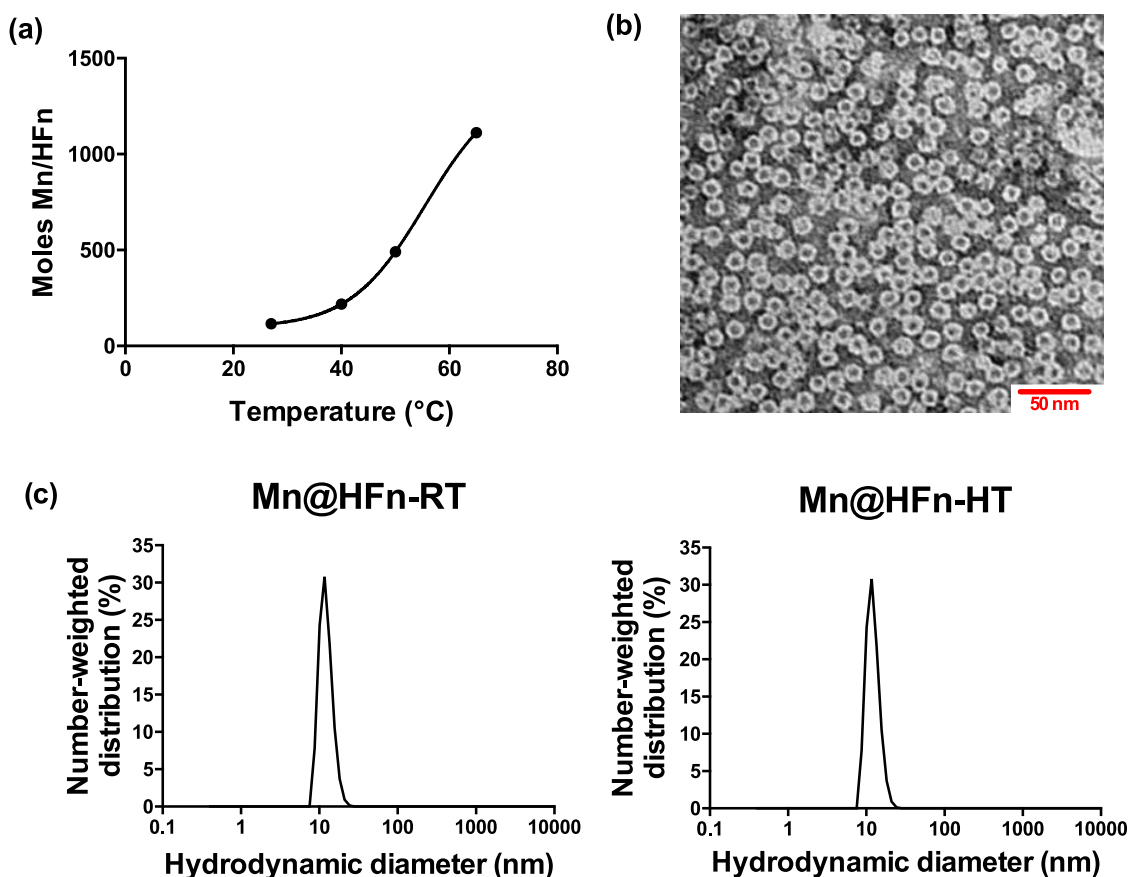 (a)
1500
1000
500
0
0 20 40 60 80
Moles Mn/HFn
Temperature (°C)
(b)
50 nm
(c)
Mn@HFn-RT
35
30
25
20
15
10
5
0
0.1 1 10 100 1000 10000
Number-weighted
distribution (%)
Hydrodynamic diameter (nm)
Mn@HFn-HT
35
30
25
20
15
10
5
0
0.1 1 10 100 1000 10000
Number-weighted
distribution (%)
Hydrodynamic diameter (nm)